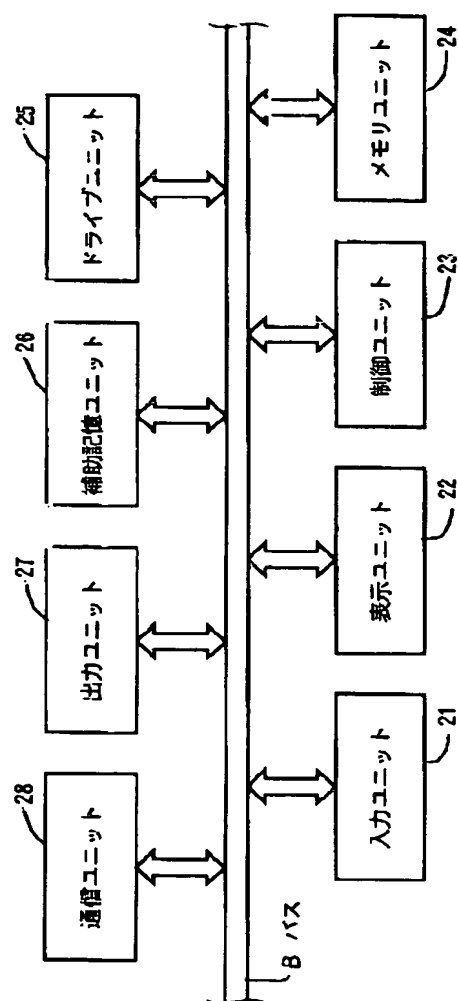 28
通信ユニット
27
出力ユニット
26
補助記憶ユニット
25
ドライブユニット
B バス
入力ユニット
21
表示ユニット
22
制御ユニット
23
メモリユニット
24